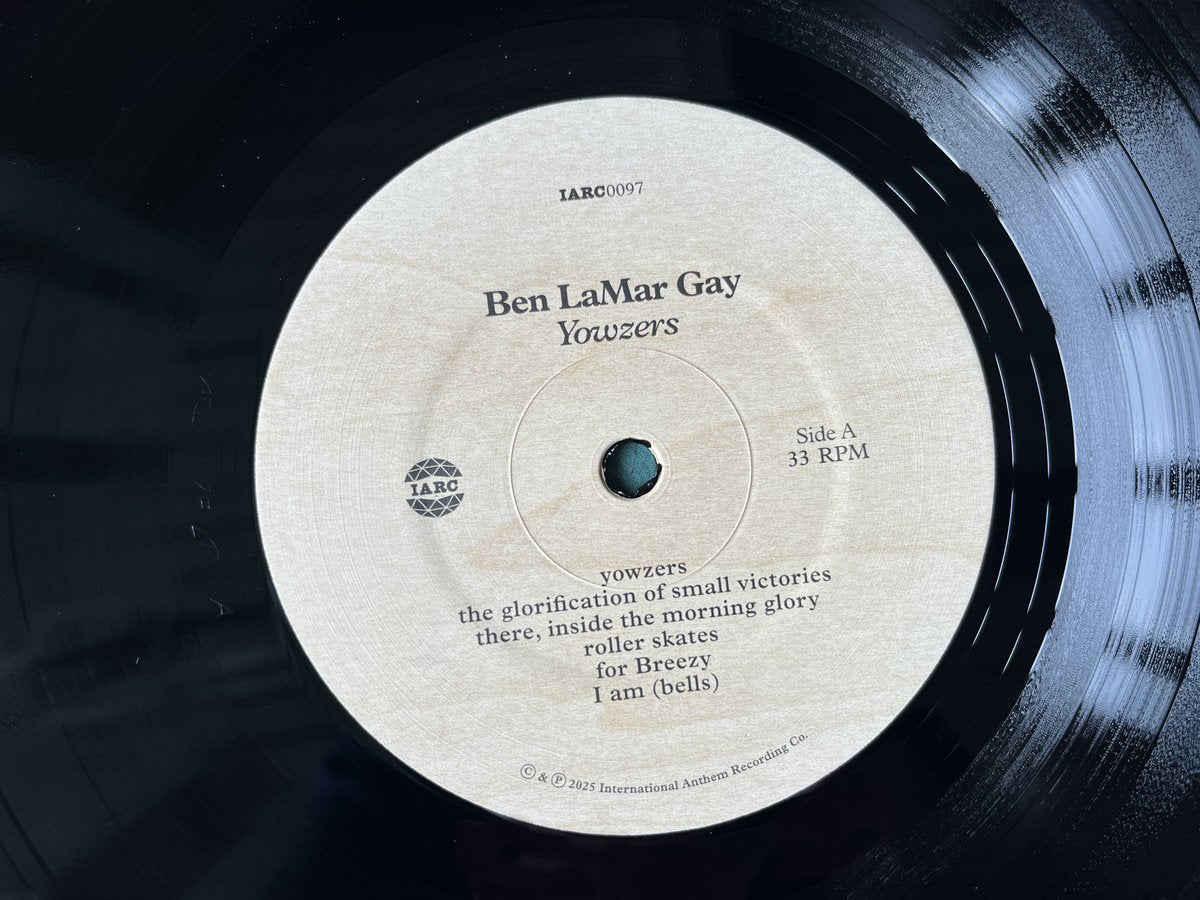 IARC0097
Ben LaMar Gay
Yowzers
Side A
33 RPM
IARC
yowzers
the glorification of small victories
there, inside the morning glory
roller skates
for Breezy
I am (bells)
© & ℗ 2025 International Anthem Recording Co.